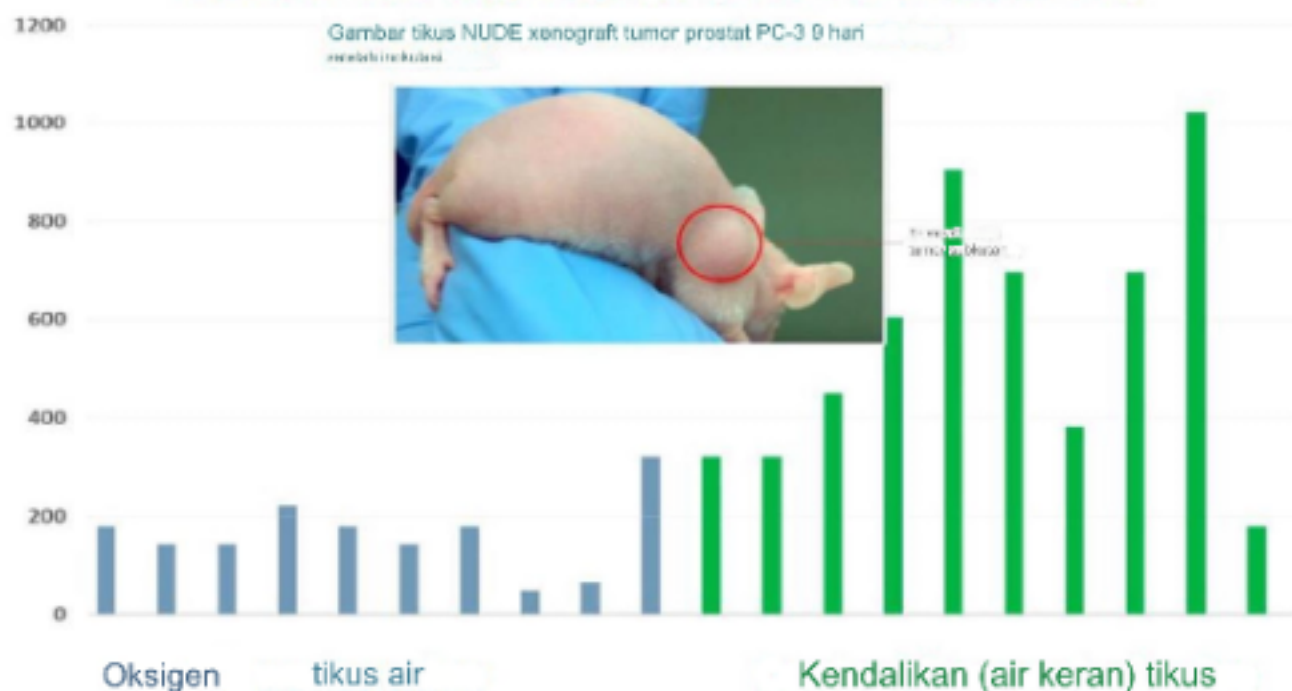 1200
Gambar tikus NUDE xenograft tumor prostat PC-3 9 hari
1000
800
600
400
200
0
Oksigen tikus air
Kendalikan (air keran) tikus